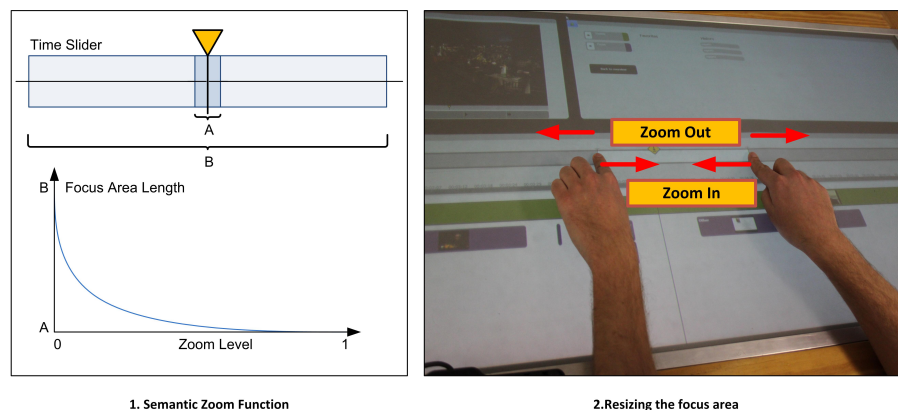 Time Slider
A
B
B
Focus Area Length
A
0
Zoom Level
1
Zoom Out
Zoom In
1. Semantic Zoom Function
2.Resizing the focus area